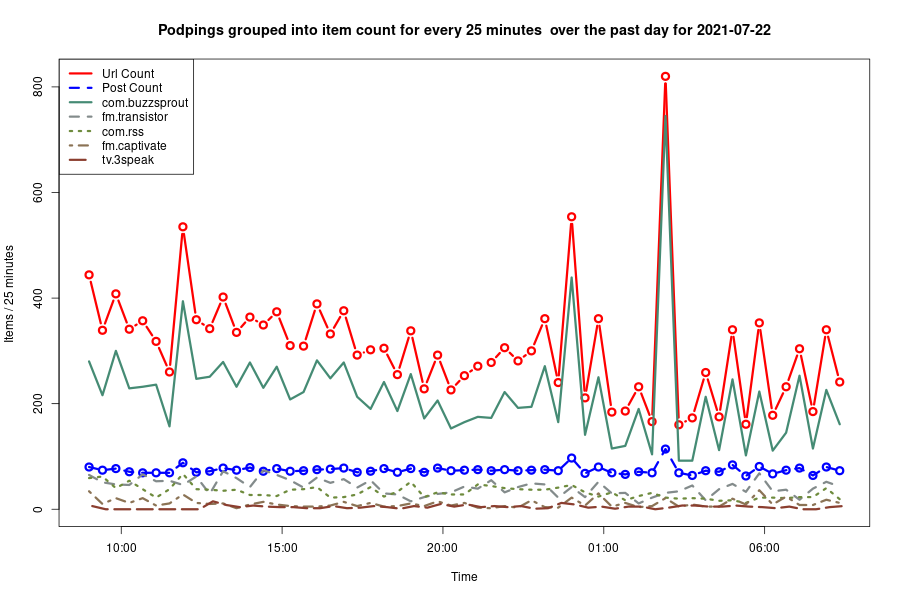 Podpings grouped into item count for every 25 minutes  over the past day for 2021-07-22
Url Count
Post Count
com.buzzsprout
fm.transistor
com.rss
fm.captivate
tv.3speak
Items / 25 minutes
800
600
400
200
0
10:00
15:00
20:00
01:00
06:00
Time